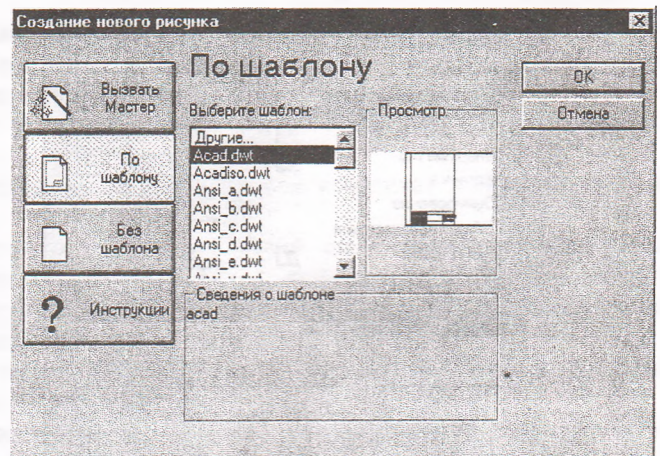 Создание нового рисунка
По шаблону
Вызвать
Мастер
По
шаблону
Без
шаблона
Инструкции
Выберите шаблон:
Другие...
Acad.dwt
Acadiso.dwt
Ansi_a.dwt
Ansi_b.dwt
Ansi_c.dwt
Ansi_d.dwt
Ansi_e.dwt
Просмотр
OK
Отмена
Сведения о шаблоне
acad